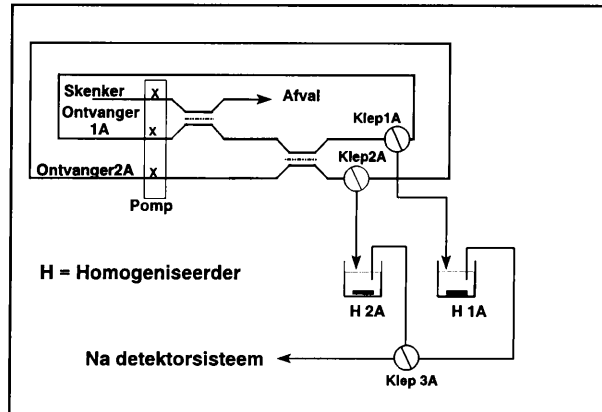 Skenker x
Afval
Ontvanger
1A x
Klep1A
Klep2A
Ontvanger2A x
Pomp
H = Homogeniseerder
H 2A
H 1A
Na detektorsisteem
Klep 3A